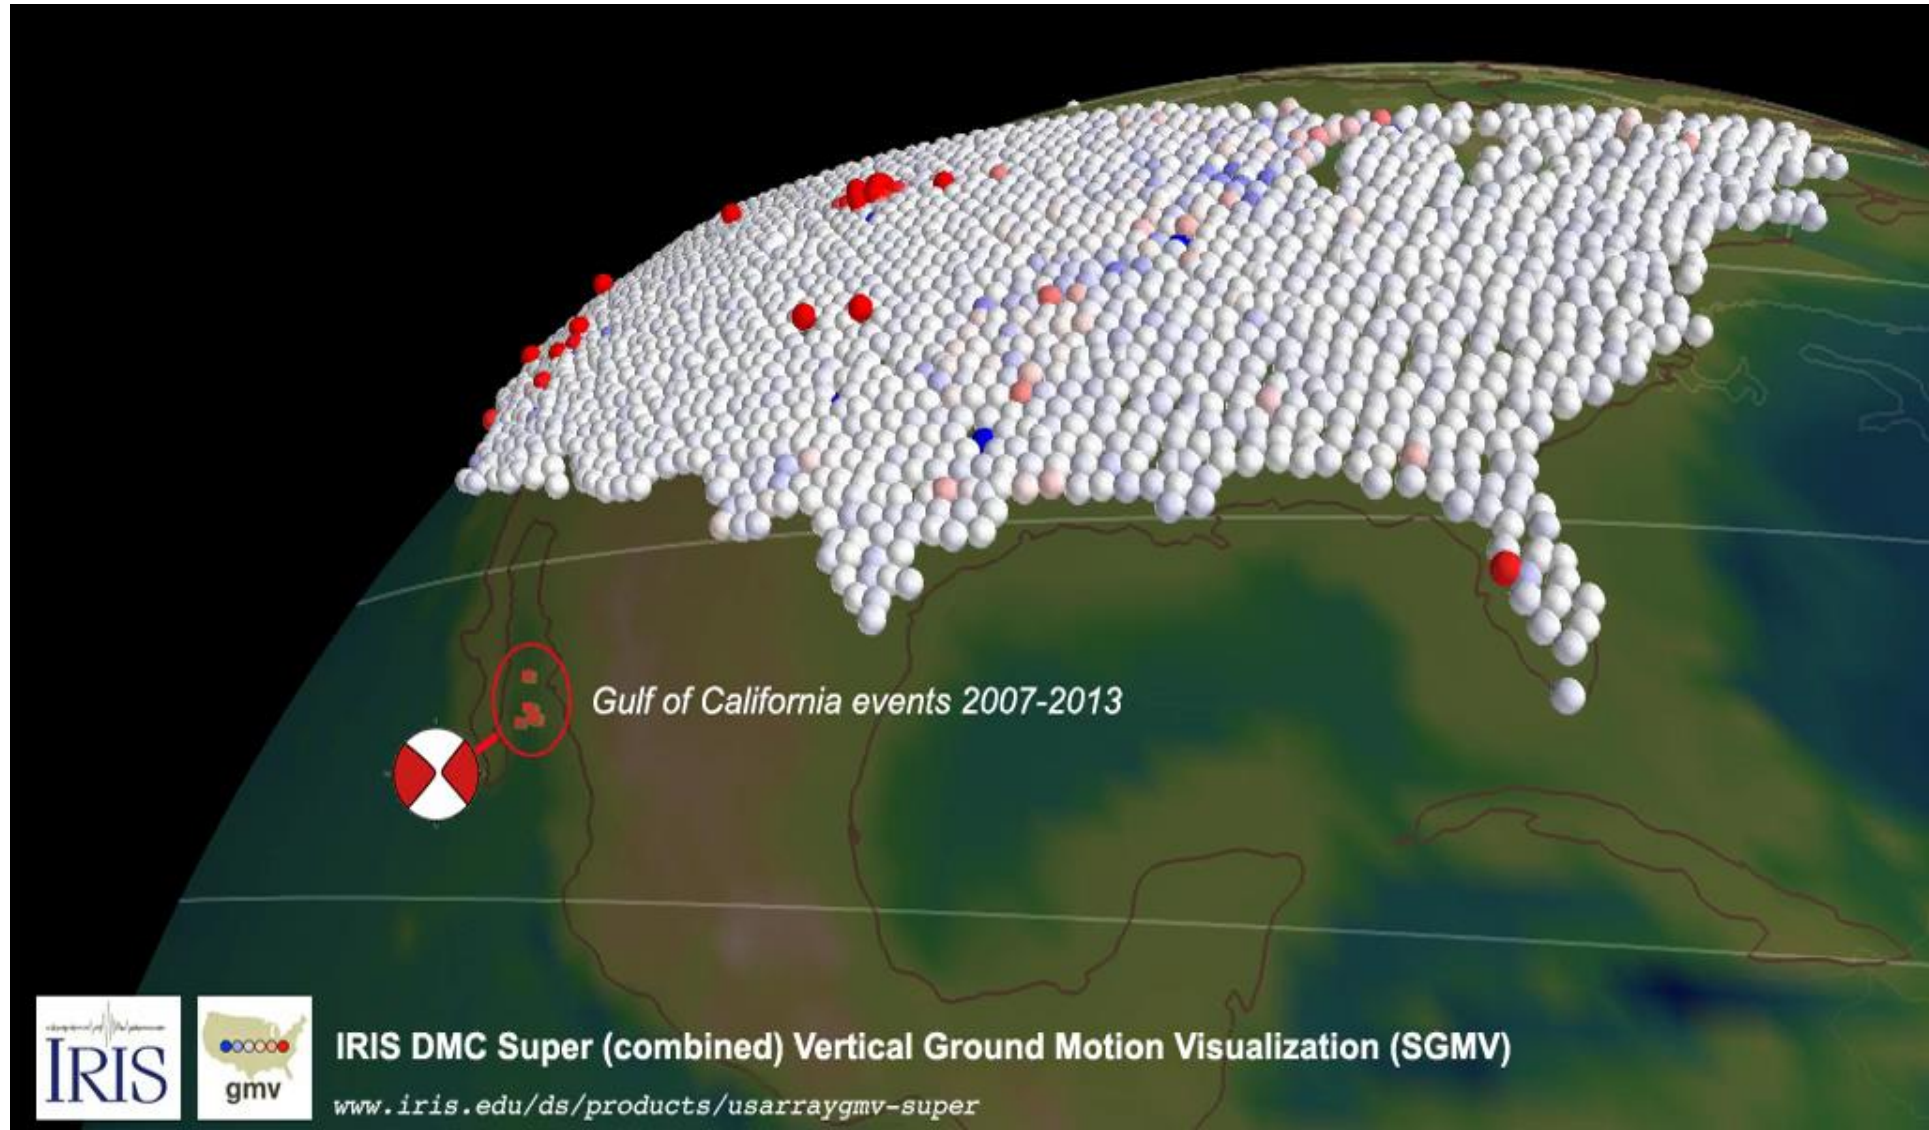 Gulf of California events 2007-2013
IRIS
gmv
IRIS DMC Super (combined) Vertical Ground Motion Visualization (SGMV)
www.iris.edu/ds/products/usarraygmv-super